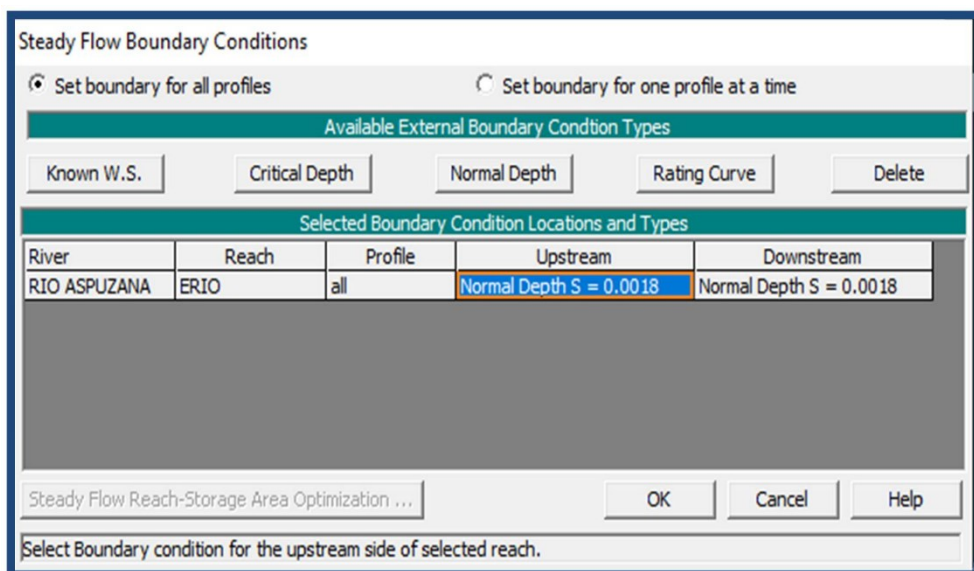 Steady Flow Boundary Conditions
Set boundary for all profiles Set boundary for one profile at a time
Available External Boundary Condtion Types
Known W.S. Critical Depth Normal Depth Rating Curve Delete
Selected Boundary Condition Locations and Types
River Reach Profile Upstream Downstream
RIO ASPUZANA ERIO all Normal Depth S = 0.0018 Normal Depth S = 0.0018
Steady Flow Reach-Storage Area Optimization ... OK Cancel Help
Select Boundary condition for the upstream side of selected reach.